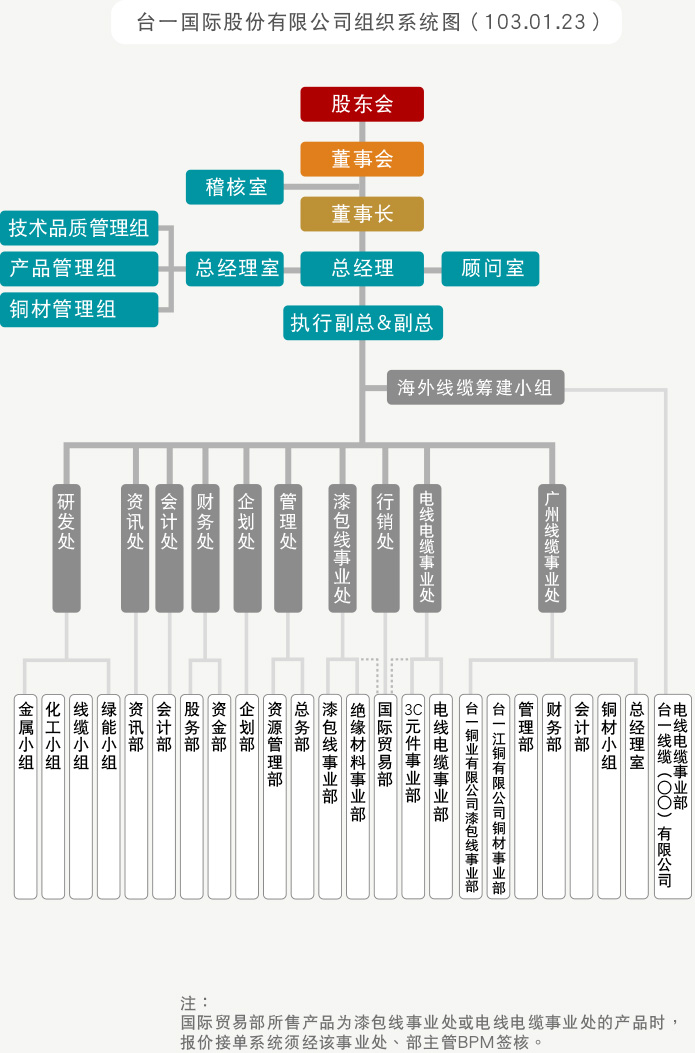 台一国际股份有限公司组织系统图（103.01.23）
股东会
董事会
稽核室
董事长
技术品质管理组
产品管理组
铜材管理组
总经理室
总经理
顾问室
执行副总&副总
海外线缆筹建小组
研发处
资讯处
会计处
财务处
企划处
管理处
漆包线事业处
行销处
电线电缆事业处
广州线缆事业处
金属小组
化工小组
线缆小组
绿能小组
资讯部
会计部
股务部
资金部
企划部
资源管理部
总务部
漆包线事业部
绝缘材料事业部
国际贸易部
3C元件事业部
电线电缆事业部
台一铜业有限公司漆包线事业部
台一江铜有限公司铜材事业部
管理部
财务部
会计部
铜材小组
总经理室
电线电缆事业部
台一线缆（〇〇）有限公司
注：
国际贸易部所售产品为漆包线事业处或电线电缆事业处的产品时，
报价接单系统须经该事业处、部主管BPM签核。